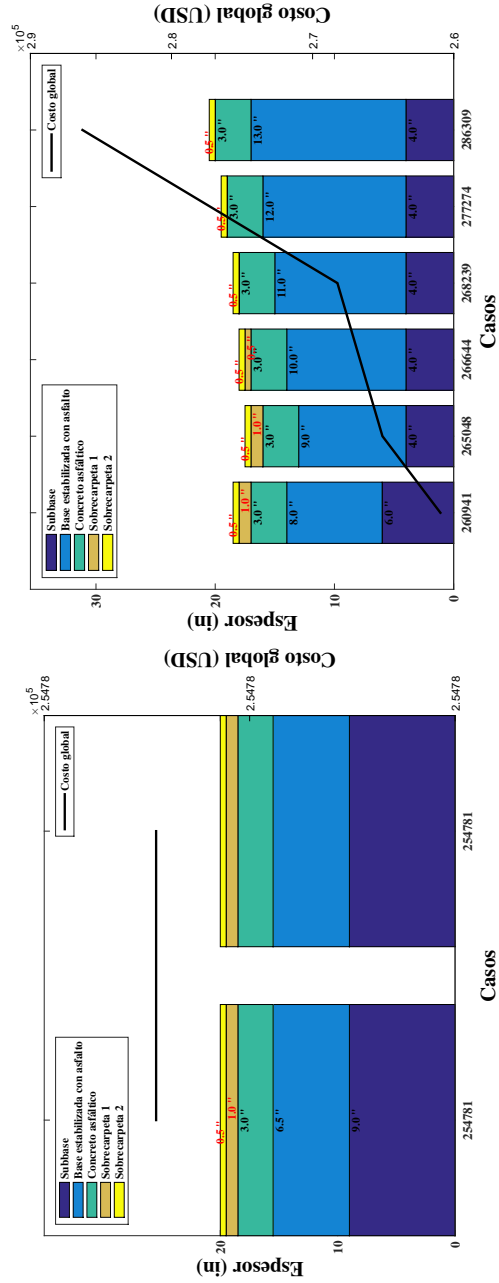 ×10⁵
2.5478
2.5478
2.5478
Costo global (USD)
Costo global
Subbase
Base estabilizada con asfalto
Concreto asfáltico
Sobrecarpeta 1
Sobrecarpeta 2
20
10
0
Espesor (in)
0.5 "
1.0 "
3.0 "
6.5 "
9.0 "
254781
254781
Casos
×10⁵
2.9
2.8
2.7
2.6
Costo global (USD)
Costo global
Subbase
Base estabilizada con asfalto
Concreto asfáltico
Sobrecarpeta 1
Sobrecarpeta 2
30
20
10
0
Espesor (in)
0.5 "
1.0 "
3.0 "
8.0 "
6.0 "
0.5 "
1.0 "
3.0 "
9.0 "
4.0 "
0.5 "
0.5 "
3.0 "
10.0 "
4.0 "
0.5 "
3.0 "
11.0 "
4.0 "
0.5 "
3.0 "
12.0 "
4.0 "
0.5 "
3.0 "
13.0 "
4.0 "
260941 265048 266644 268239 277274 286309
Casos